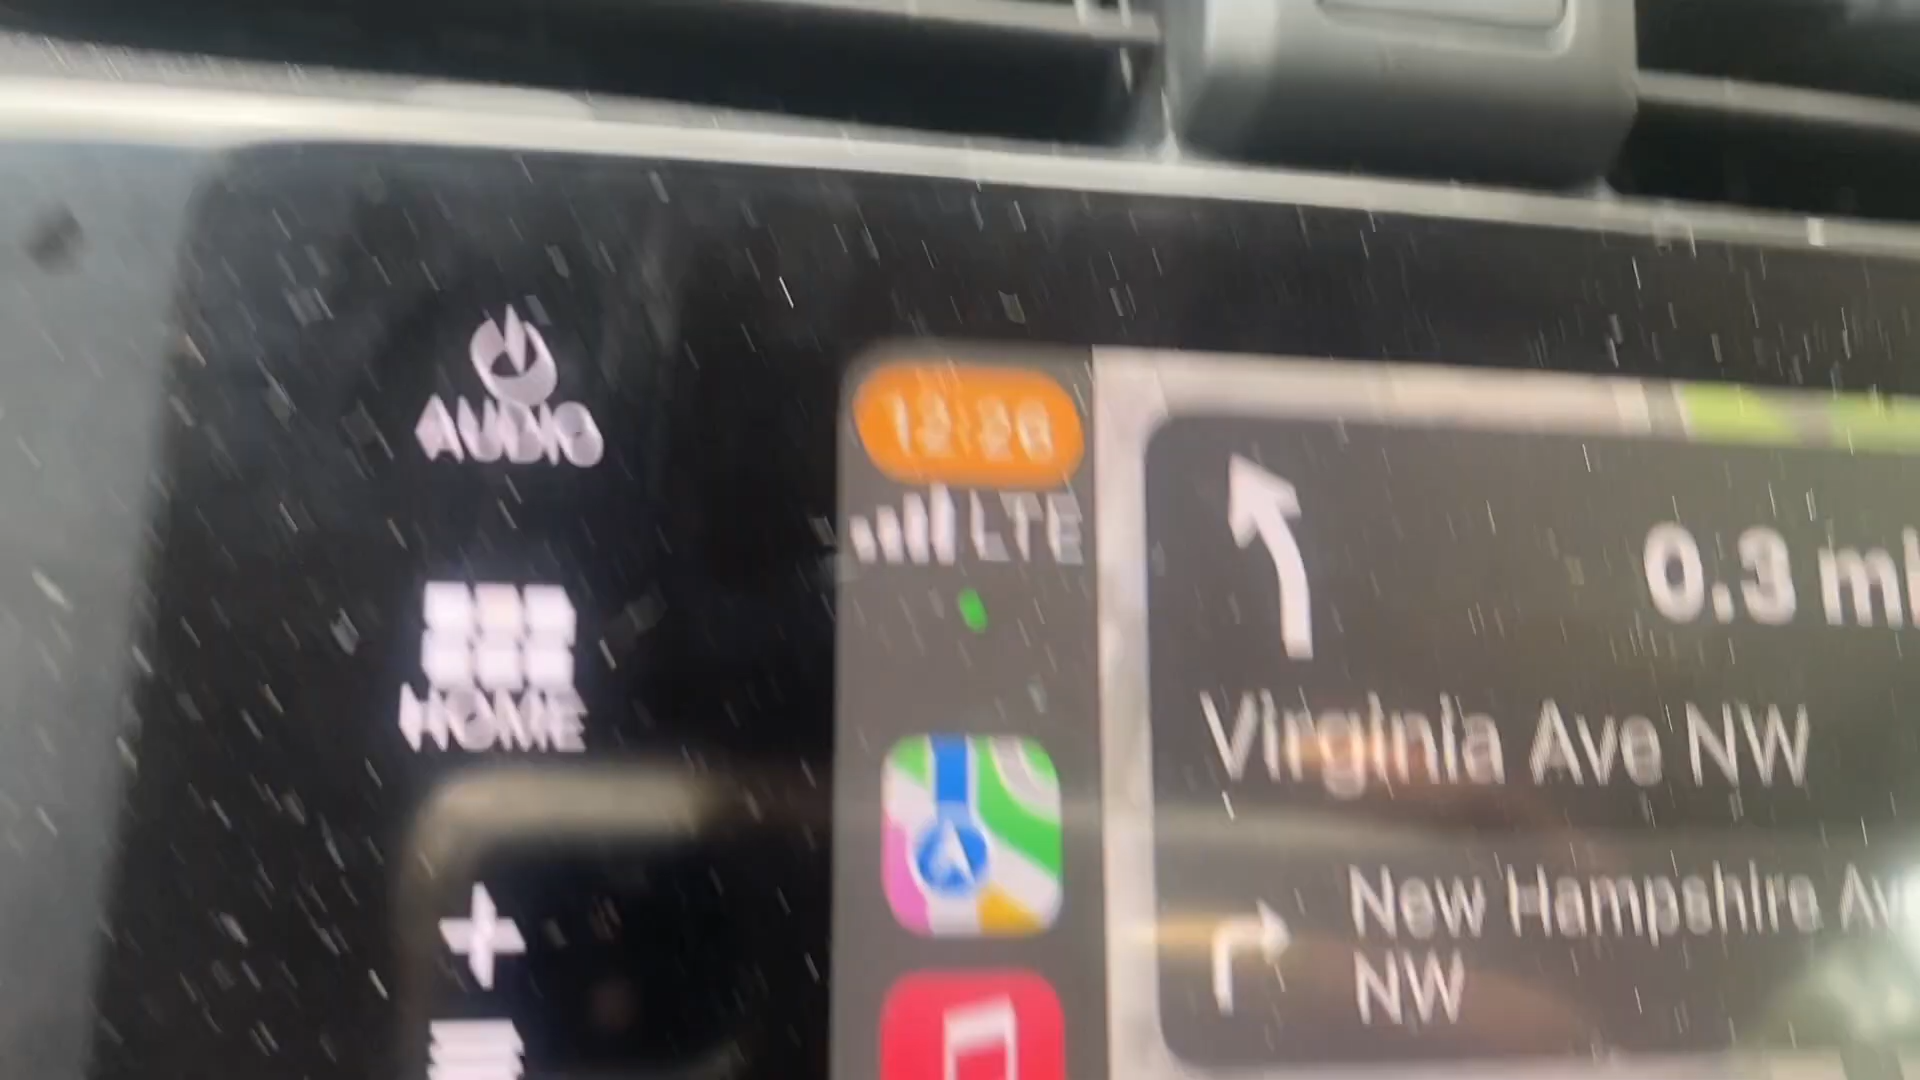 AUDIO
HOME
12:26
LTE
0.3 mi
Virginia Ave NW
New Hampshire Av
NW